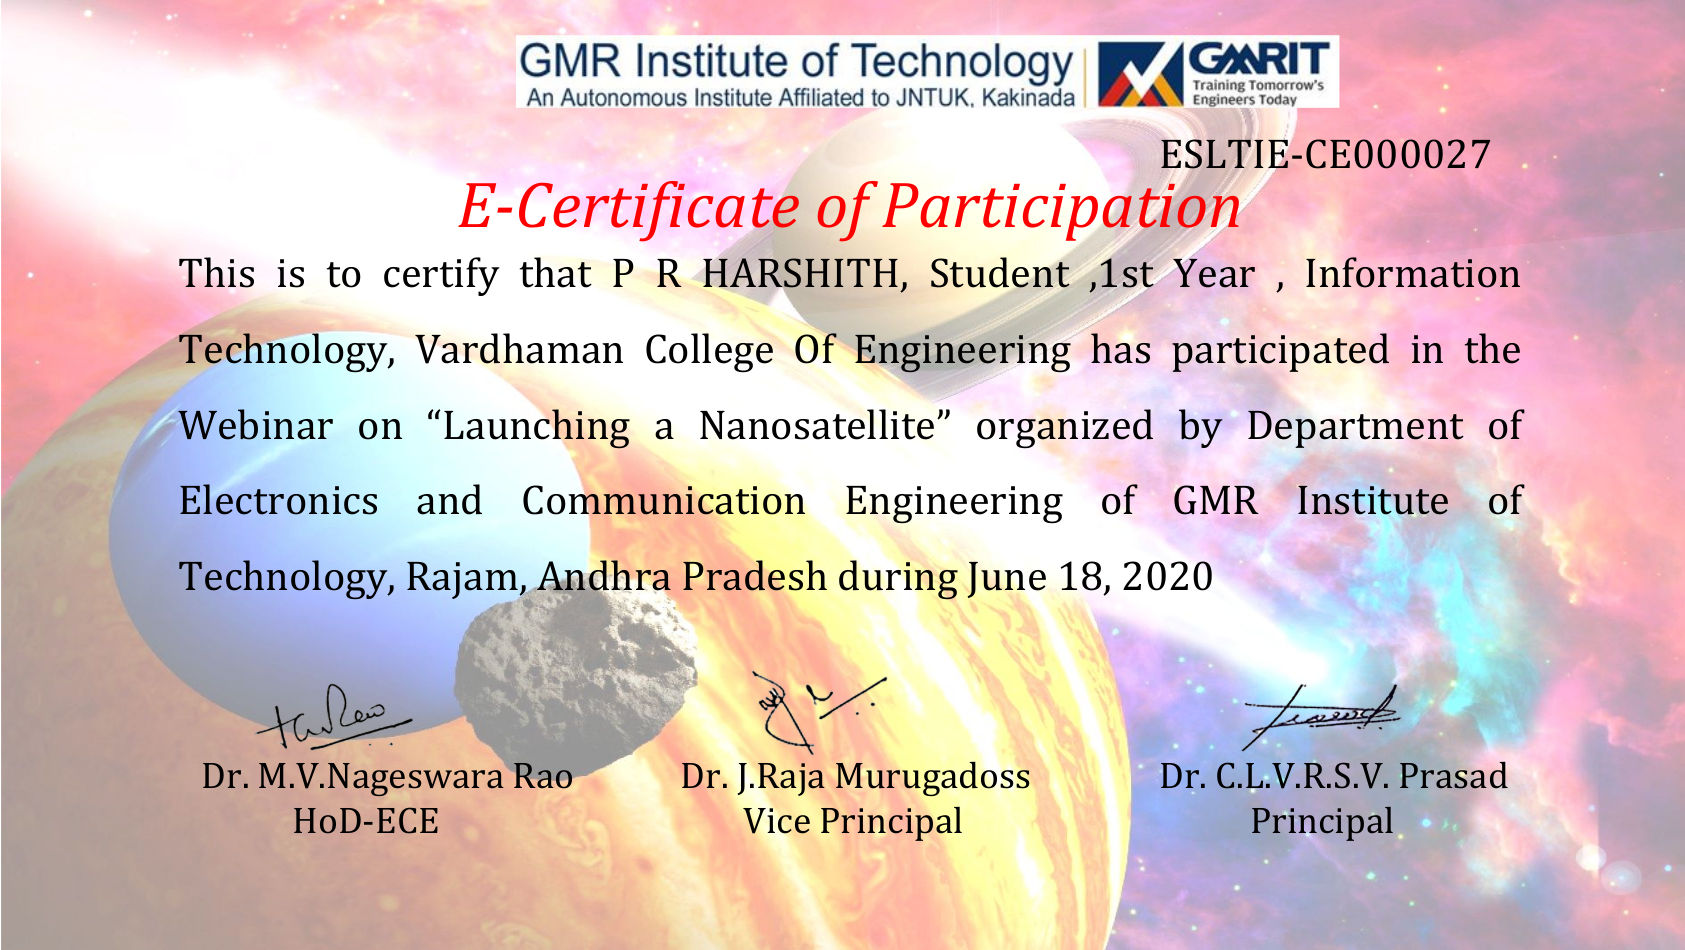 GMR Institute of Technology
An Autonomous Institute Affiliated to JNTUK, Kakinada
GMRIT
Training Tomorrow's
Engineers Today
ESLTIE-CE000027
E-Certificate of Participation
This is to certify that P R HARSHITH, Student ,1st Year , Information
Technology, Vardhaman College Of Engineering has participated in the
Webinar on “Launching a Nanosatellite” organized by Department of
Electronics and Communication Engineering of GMR Institute of
Technology, Rajam, Andhra Pradesh during June 18, 2020
Dr. M.V.Nageswara Rao
HoD-ECE
Dr. J.Raja Murugadoss
Vice Principal
Dr. C.L.V.R.S.V. Prasad
Principal